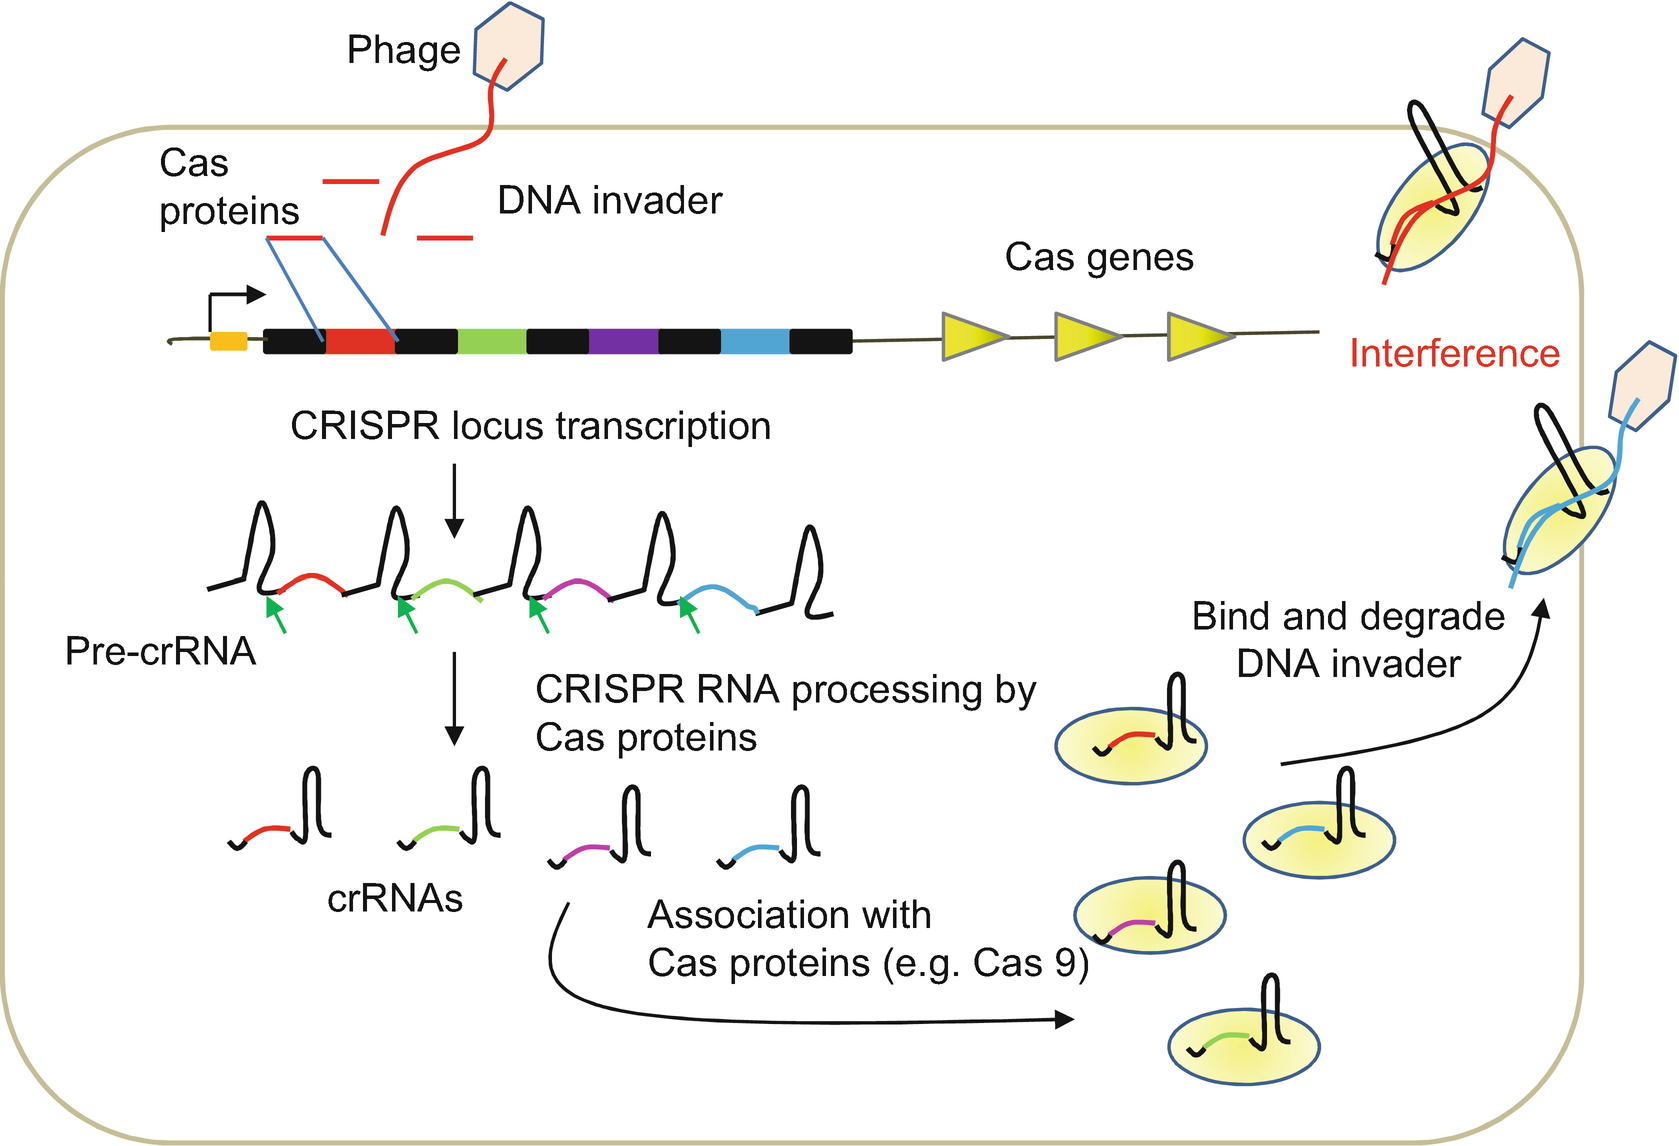 Phage
Cas
proteins
DNA invader
Cas genes
Interference
CRISPR locus transcription
Pre-crRNA
Bind and degrade
DNA invader
CRISPR RNA processing by
Cas proteins
crRNAs
Association with
Cas proteins (e.g. Cas 9)